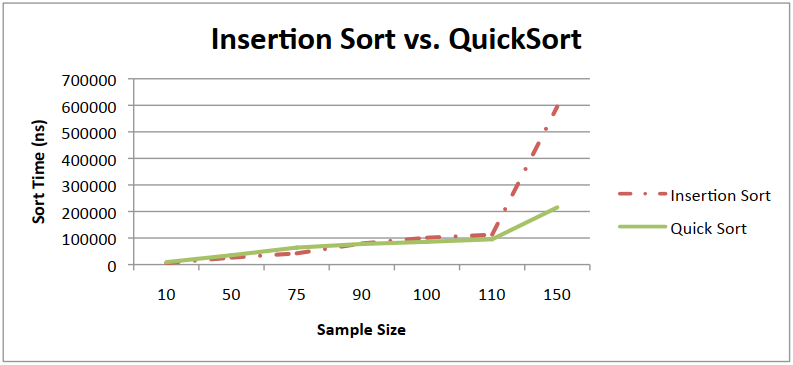 Insertion Sort vs. QuickSort
700000
600000
500000
400000
300000
200000
100000
0
Sort Time (ns)
10 50 75 90 100 110 150
Sample Size
Insertion Sort
Quick Sort